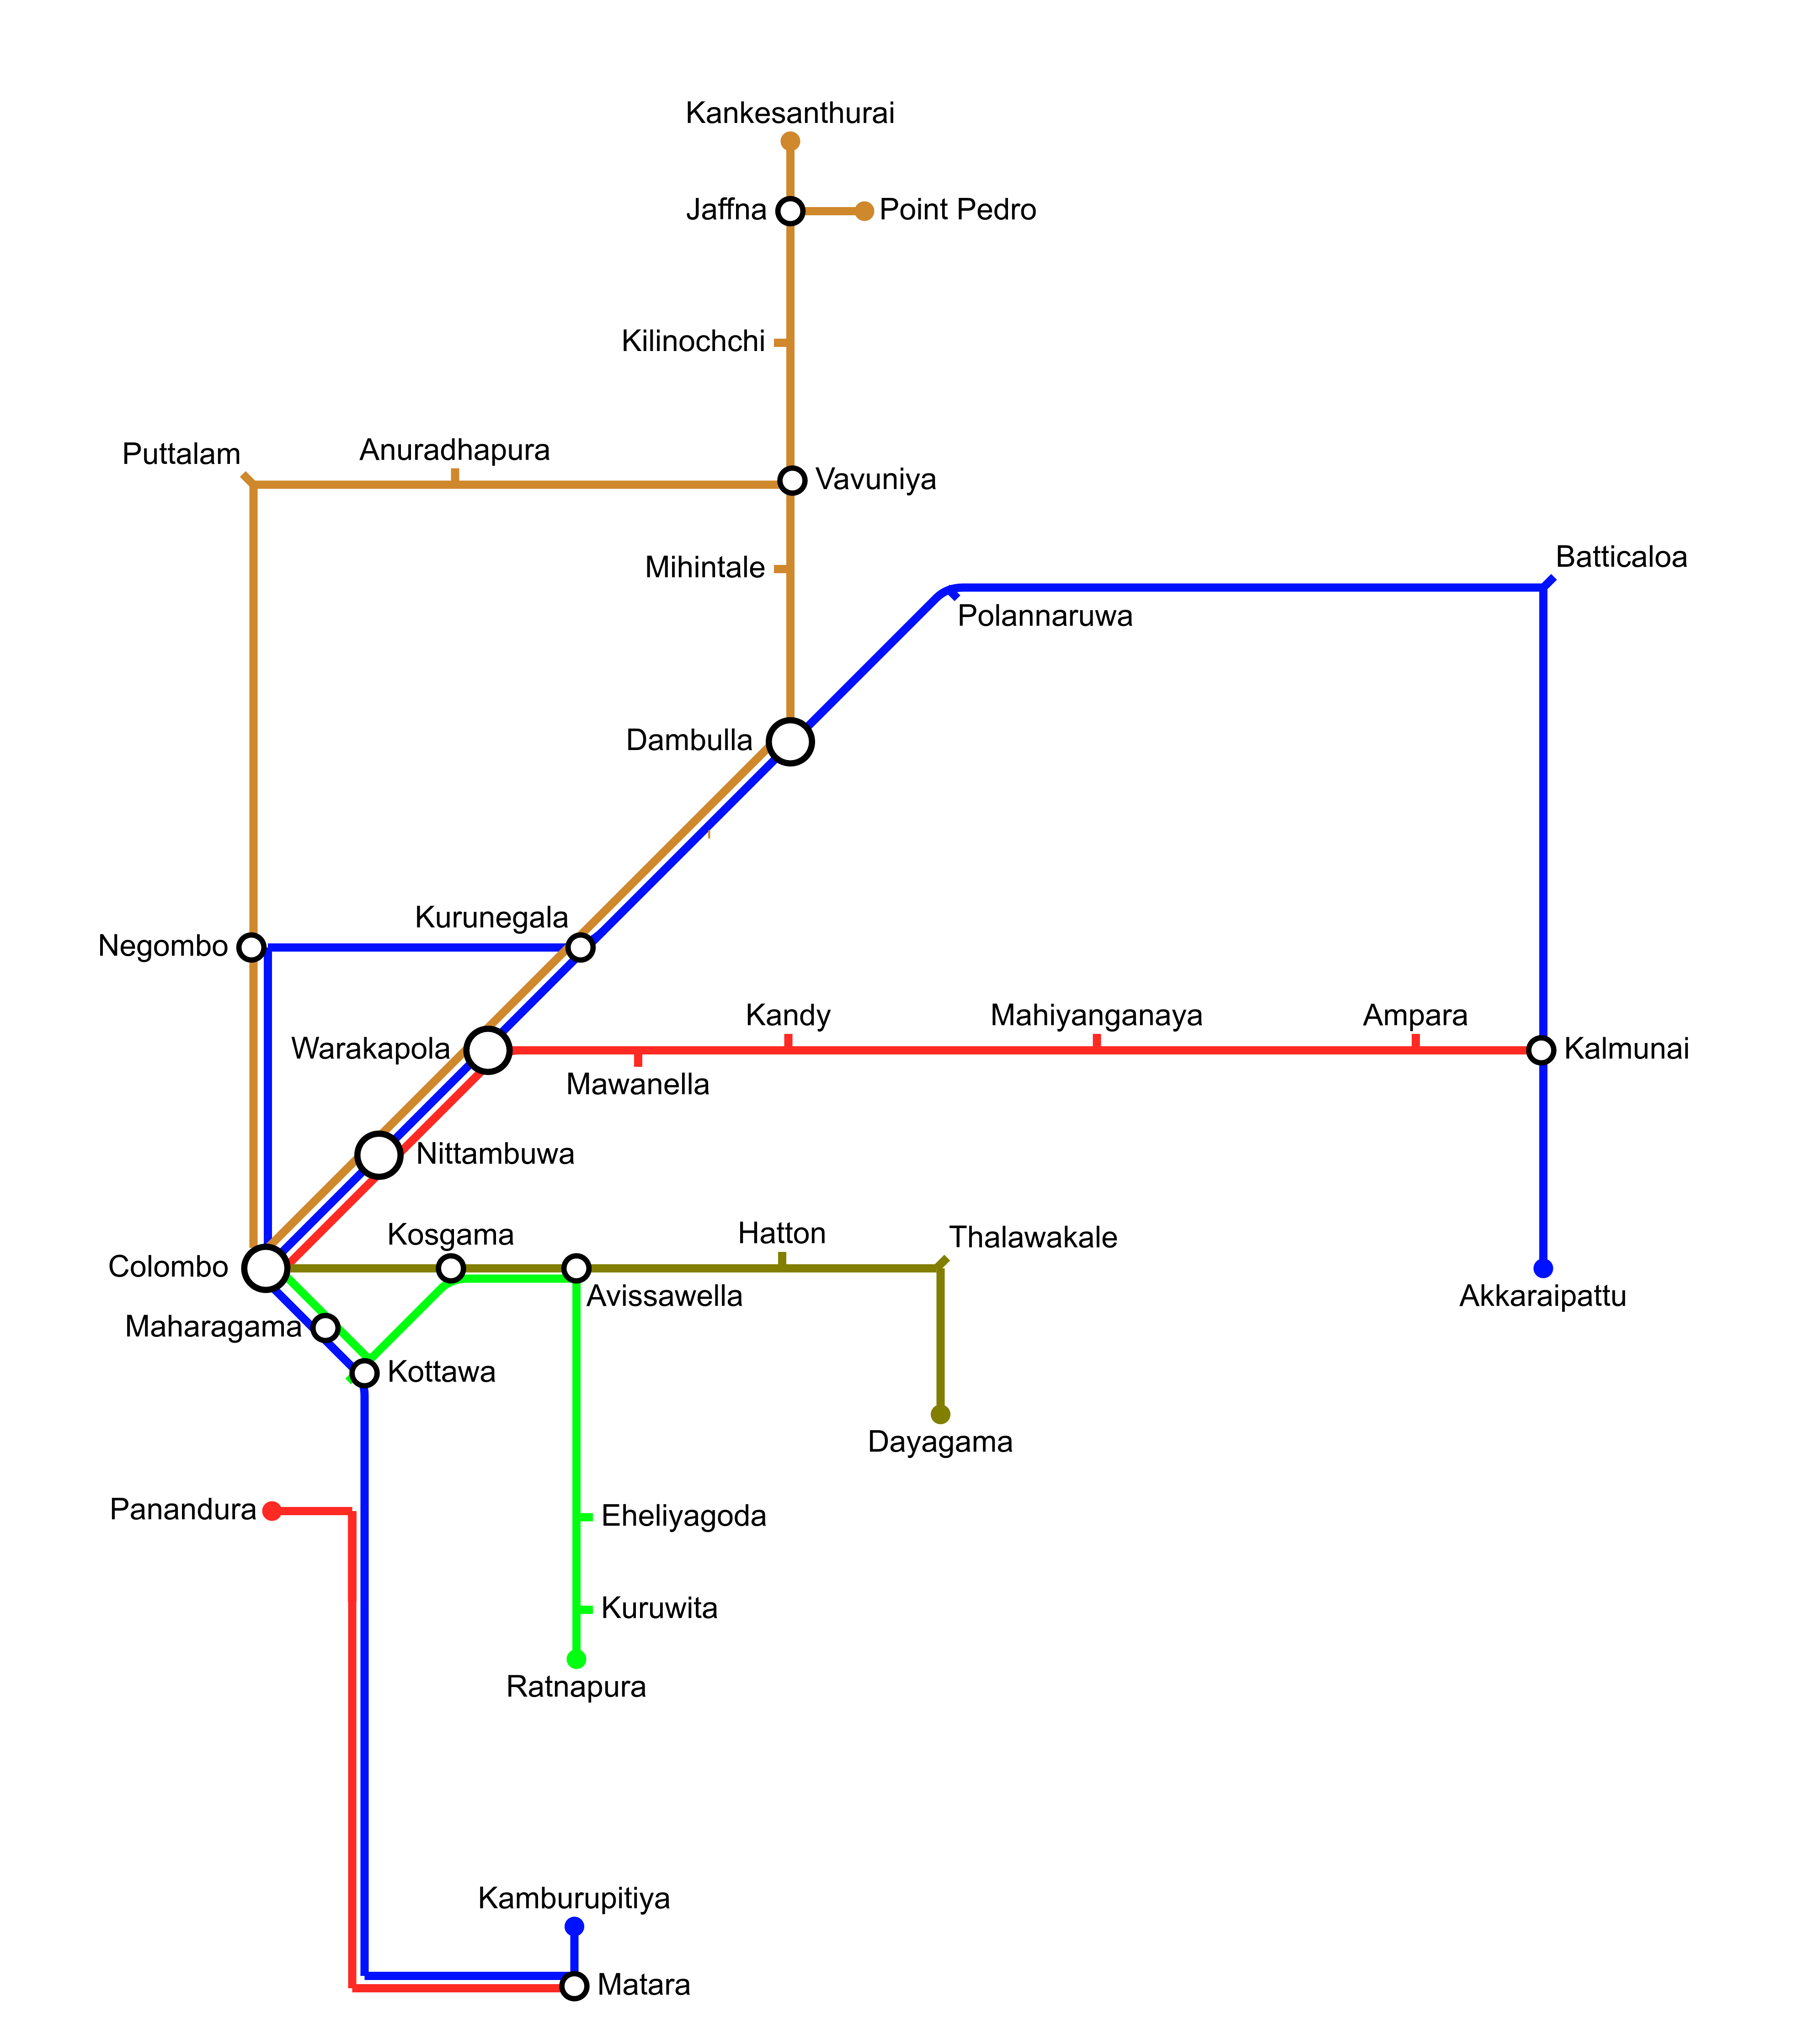 Kankesanthurai
Jaffna
Point Pedro
Kilinochchi
Puttalam
Anuradhapura
Vavuniya
Mihintale
Batticaloa
Polannaruwa
Dambulla
Kurunegala
Negombo
Warakapola
Kandy
Mahiyanganaya
Ampara
Kalmunai
Mawanella
Nittambuwa
Colombo
Kosgama
Hatton
Thalawakale
Avissawella
Akkaraipattu
Maharagama
Kottawa
Dayagama
Panandura
Eheliyagoda
Kuruwita
Ratnapura
Kamburupitiya
Matara